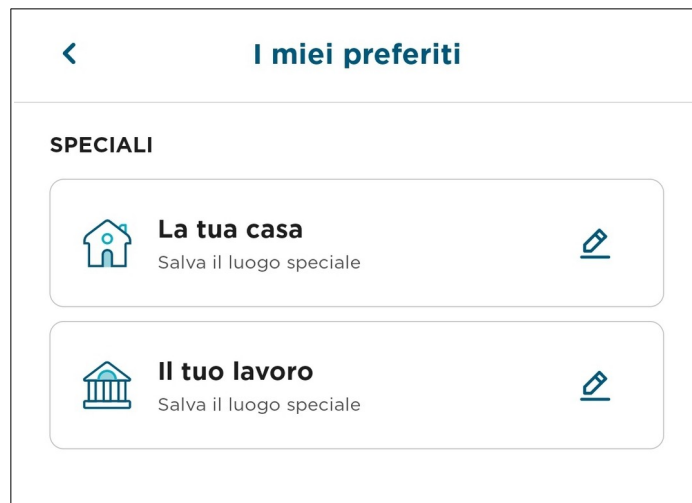 I miei preferiti
SPECIALI
La tua casa
Salva il luogo speciale
Il tuo lavoro
Salva il luogo speciale